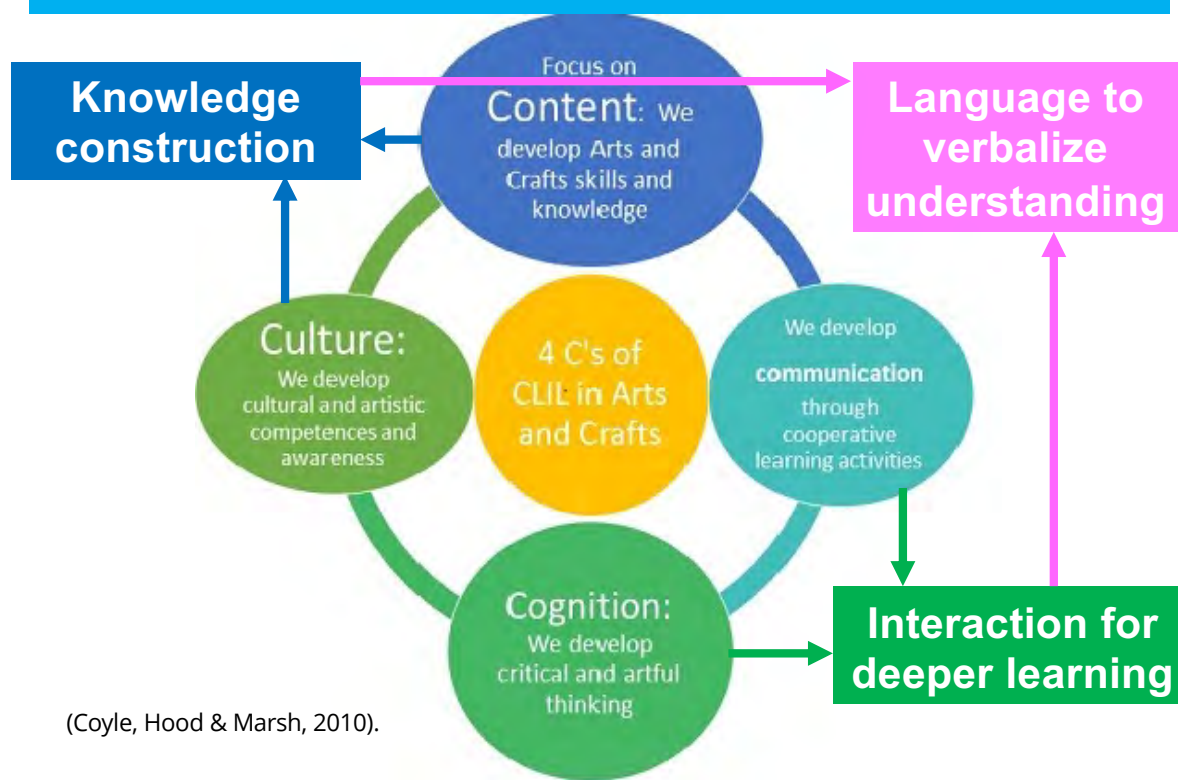 Knowledge
construction
Focus on
Content: We
develop Arts and
Crafts skills and
knowledge
Language to
verbalize
understanding
Culture:
We develop
cultural and artistic
competences and
awareness
4 C's of
CLIL in Arts
and Crafts
We develop
communication
through
cooperative
learning activities
Cognition:
We develop
critical and artful
thinking
Interaction for
deeper learning
(Coyle, Hood & Marsh, 2010).